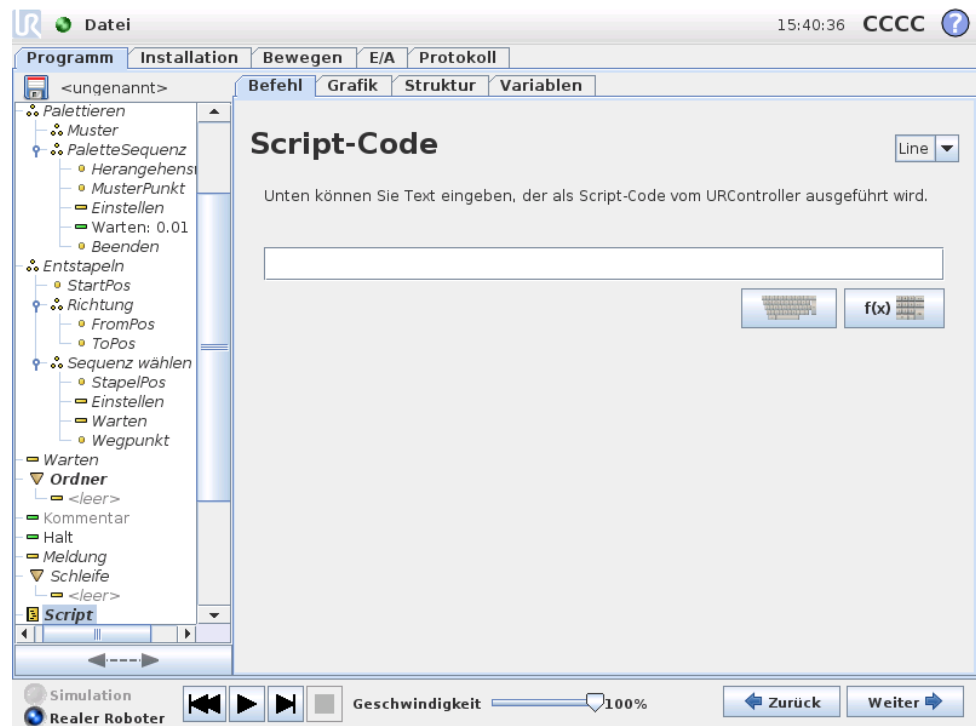 UR Datei 15:40:36 CCCC ?
Programm Installation Bewegen E/A Protokoll
<ungenannt>
Befehl Grafik Struktur Variablen
Palettieren
Muster
PaletteSequenz
Herangehens
MusterPunkt
Einstellen
Warten: 0.01
Beenden
Entstapeln
StartPos
Richtung
FromPos
ToPos
Sequenz wählen
StapelPos
Einstellen
Warten
Wegpunkt
Warten
Ordner
<leer>
Kommentar
Halt
Meldung
Schleife
<leer>
Script
Script-Code
Line
Unten können Sie Text eingeben, der als Script-Code vom URController ausgeführt wird.
f(x)
Simulation
Realer Roboter
Geschwindigkeit 100%
Zurück Weiter